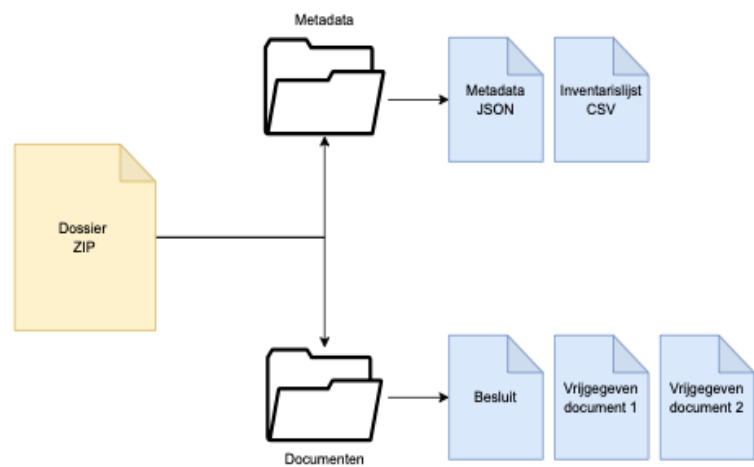 Metadata
Metadata
JSON
Inventarislijst
CSV
Dossier
ZIP
Besluit
Vrijgegeven
document 1
Vrijgegeven
document 2
Documenten